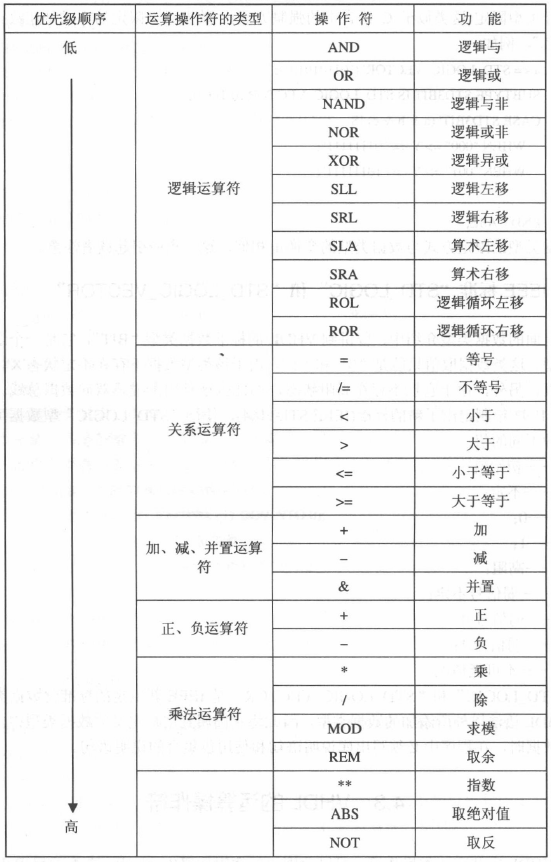 优先级顺序 运算操作符的类型 操作符 功能
低 逻辑运算符 AND 逻辑与
OR 逻辑或
NAND 逻辑与非
NOR 逻辑或非
XOR 逻辑异或
SLL 逻辑左移
SRL 逻辑右移
SLA 算术左移
SRA 算术右移
ROL 逻辑循环左移
ROR 逻辑循环右移
关系运算符 = 等号
/= 不等号
< 小于
> 大于
<= 小于等于
>= 大于等于
加、减、并置运算符 + 加
− 减
& 并置
正、负运算符 + 正
− 负
乘法运算符 * 乘
/ 除
MOD 求模
REM 取余
** 指数
高 ABS 取绝对值
NOT 取反